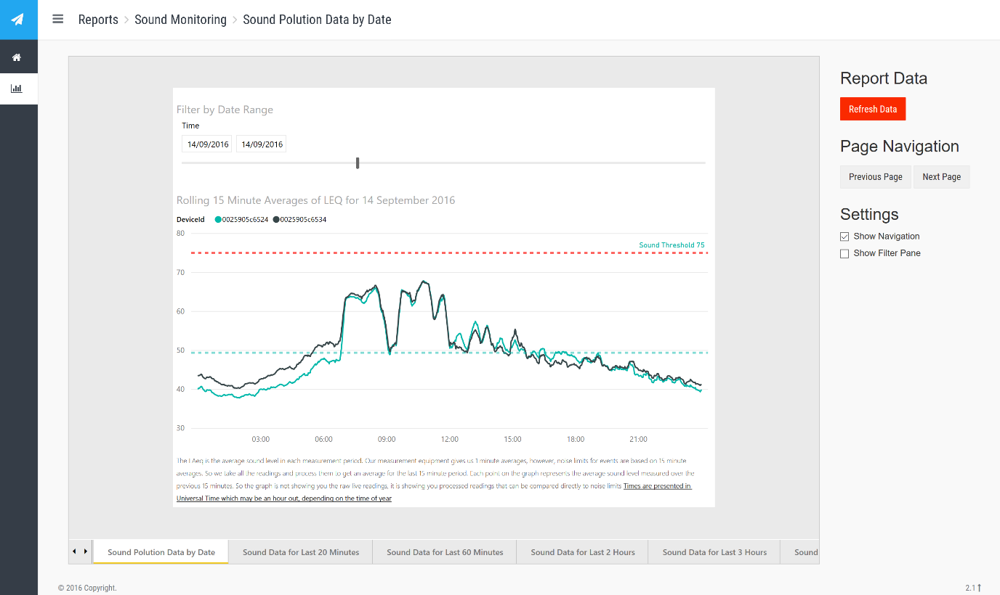 Reports > Sound Monitoring > Sound Polution Data by Date
Report Data
Refresh Data
Page Navigation
Previous Page Next Page
Settings
Show Navigation
Show Filter Pane
Filter by Date Range
Time
14/09/2016 14/09/2016
Rolling 15 Minute Averages of LEQ for 14 September 2016
DeviceId 0025905c6524 0025905c6534
80
Sound Threshold 75
70
60
50
40
30
03:00 06:00 09:00 12:00 15:00 18:00 21:00
The LAeq is the average sound level in each measurement period. Our measurement equipment gives us 1 minute averages, however, noise limits for events are based on 15 minute
averages. So we take all the readings and process them to get an average for the last 15 minute period. Each point on the graph represents the average sound level measured over the
previous 15 minutes. So the graph is not showing you the raw live readings, it is showing you processed readings that can be compared directly to noise limits Times are presented in
Universal Time which may be an hour out, depending on the time of year
Sound Polution Data by Date Sound Data for Last 20 Minutes Sound Data for Last 60 Minutes Sound Data for Last 2 Hours Sound Data for Last 3 Hours Sound
© 2016 Copyright.
2.1